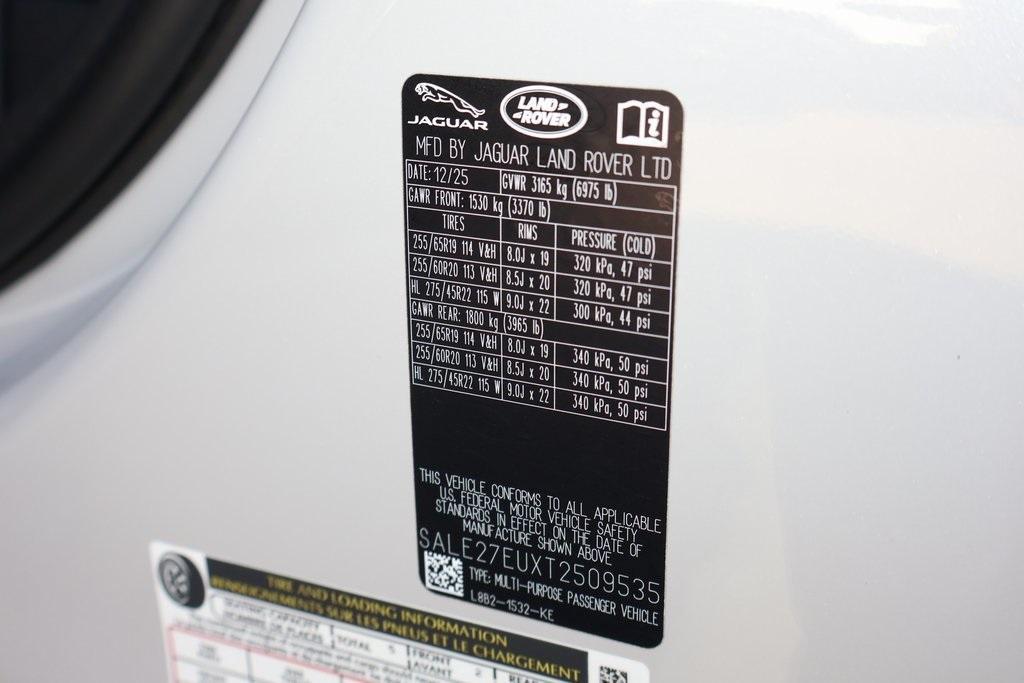 JAGUAR
LAND ROVER
MFD BY JAGUAR LAND ROVER LTD
DATE: 12/25 GVWR 3165 kg (6975 lb)
GAWR FRONT: 1530 kg (3370 lb)
TIRES RIMS PRESSURE (COLD)
255/65R19 114 V&H 8.0J x 19 320 kPa, 47 psi
255/60R20 113 V&H 8.5J x 20 320 kPa, 47 psi
HL 275/45R22 115 W 9.0J x 22 300 kPa, 44 psi
GAWR REAR: 1800 kg (3965 lb)
255/65R19 114 V&H 8.0J x 19 340 kPa, 50 psi
255/60R20 113 V&H 8.5J x 20 340 kPa, 50 psi
HL 275/45R22 115 W 9.0J x 22 340 kPa, 50 psi
THIS VEHICLE CONFORMS TO ALL APPLICABLE
U.S. FEDERAL MOTOR VEHICLE SAFETY
STANDARDS IN EFFECT ON THE DATE OF
MANUFACTURE SHOWN ABOVE
SALE27EUXT2509535
TYPE: MULTI-PURPOSE PASSENGER VEHICLE
L8B2-1532-KE
TIRE AND LOADING INFORMATION
RENSEIGNEMENTS SUR LES PNEUS ET LE CHARGEMENT
SEATING CAPACITY
NOMBRE DE PLACES TOTAL 5 FRONT
AVANT 2